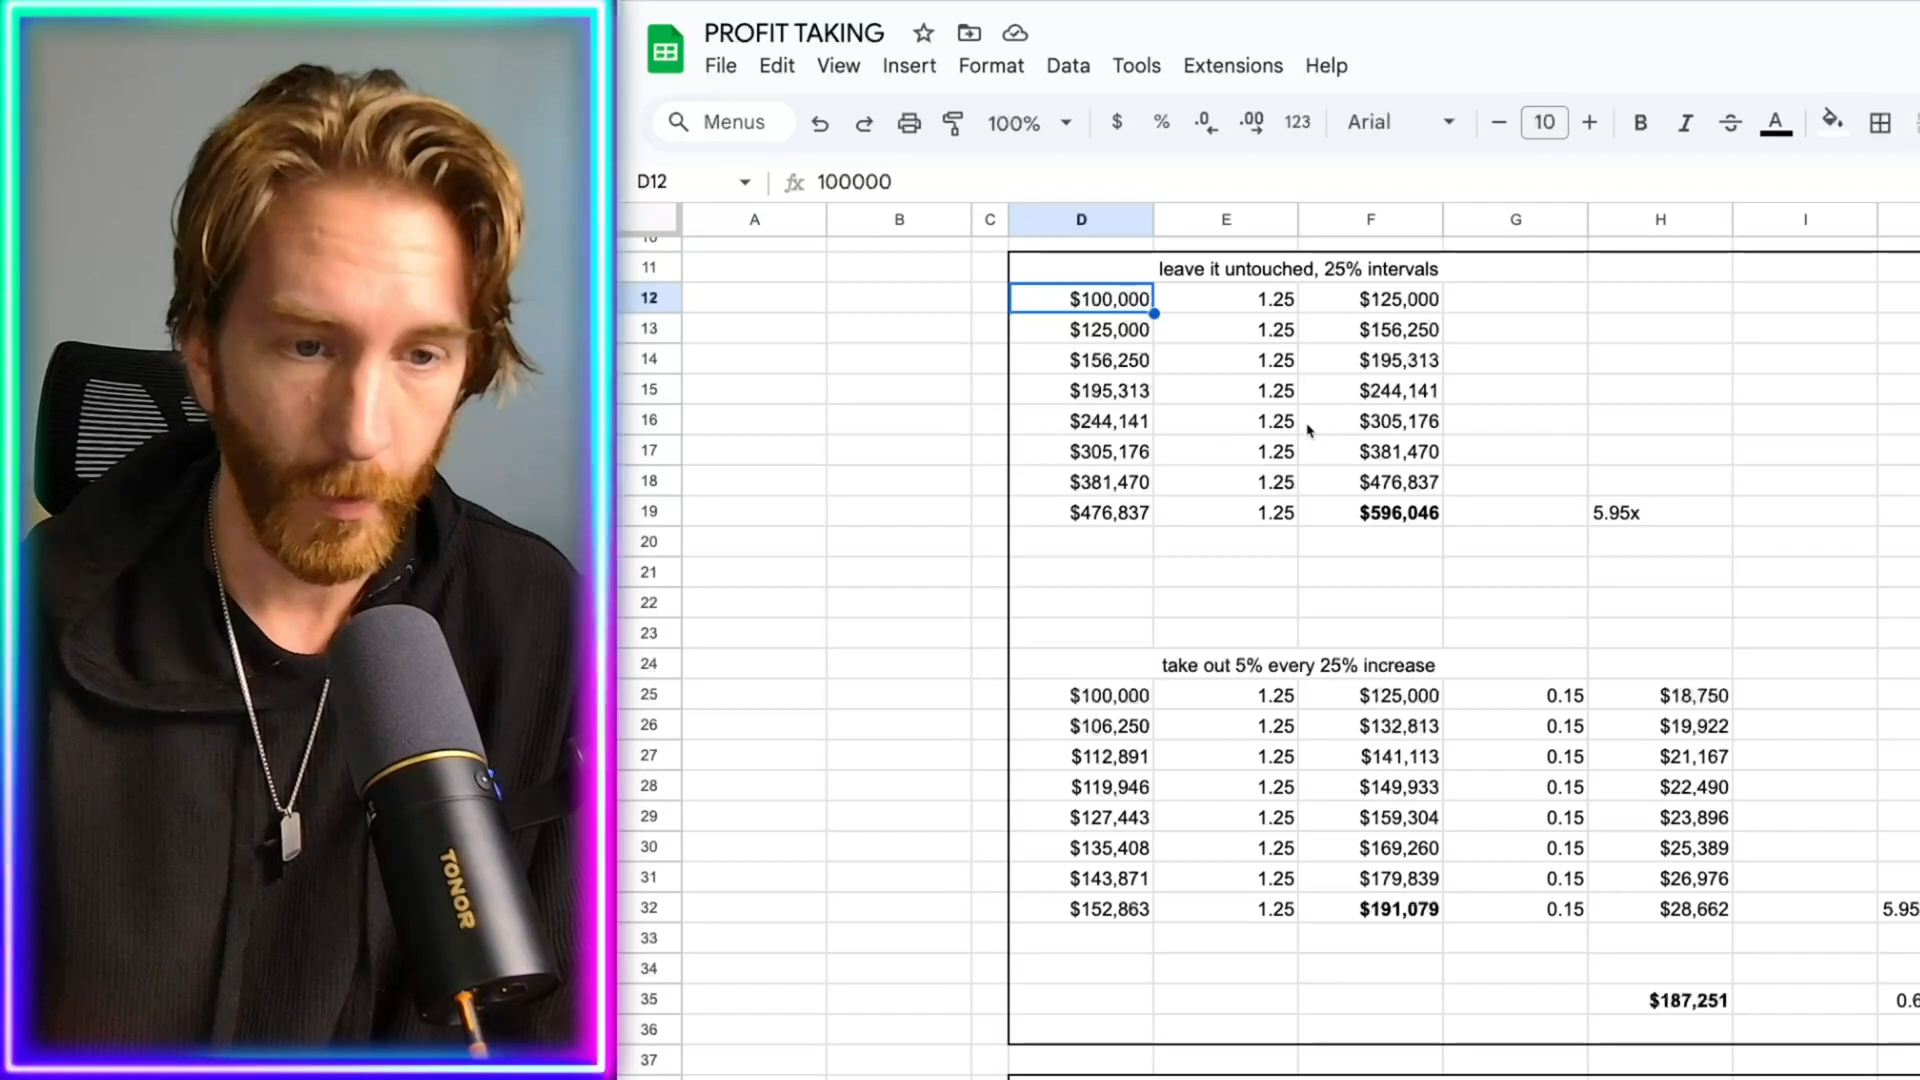 PROFIT TAKING
File Edit View Insert Format Data Tools Extensions Help
Menus 100% $ % .0 .00 123 Arial 10 B I A
D12 fx 100000
A B C D E F G H I
11 leave it untouched, 25% intervals
12 $100,000 1.25 $125,000
13 $125,000 1.25 $156,250
14 $156,250 1.25 $195,313
15 $195,313 1.25 $244,141
16 $244,141 1.25 $305,176
17 $305,176 1.25 $381,470
18 $381,470 1.25 $476,837
19 $476,837 1.25 $596,046 5.95x
20
21
22
23
24 take out 5% every 25% increase
25 $100,000 1.25 $125,000 0.15 $18,750
26 $106,250 1.25 $132,813 0.15 $19,922
27 $112,891 1.25 $141,113 0.15 $21,167
28 $119,946 1.25 $149,933 0.15 $22,490
29 $127,443 1.25 $159,304 0.15 $23,896
30 $135,408 1.25 $169,260 0.15 $25,389
31 $143,871 1.25 $179,839 0.15 $26,976
32 $152,863 1.25 $191,079 0.15 $28,662 5.95
33
34
35 $187,251 0.6
36
37
TONOR